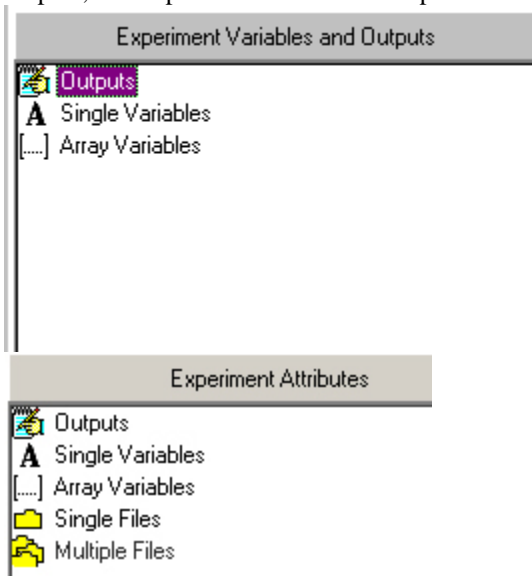 Experiment Variables and Outputs
Outputs
A Single Variables
[.....] Array Variables
Experiment Attributes
Outputs
A Single Variables
[.....] Array Variables
Single Files
Multiple Files